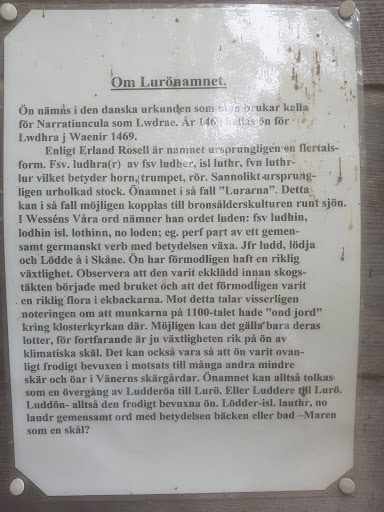 Om Lurönamnet.
Ön nämns i den danska urkunden som man brukar kalla
för Narratiuncula som Lwdrae. År 1469 kallas ön för
Lwdhra j Waenir 1469.
Enligt Erland Rosell är namnet ursprungligen en flertals-
form. Fsv. ludhra(r) av fsv ludher, isl luthr, fvn luthr-
lur vilket betyder horn, trumpet, rör. Sannolikt ursprung-
ligen urholkad stock. Önamnet i så fall "Lurarna". Detta
kan i så fall möjligen kopplas till bronsålderskulturen runt sjön.
I Wesséns Våra ord nämner han ordet luden: fsv ludhin,
lodhin isl. lothinn, no loden; eg. perf part av ett gemen-
samt germanskt verb med betydelsen växa. Jfr ludd, lödja
och Lödde å i Skåne. Ön har förmodligen haft en riklig
växtlighet. Observera att den varit ekklädd innan skogs-
täkten började med bruket och att det förmodligen varit
en riklig flora i ekbackarna. Mot detta talar visserligen
noteringen om att munkarna på 1100-talet hade "ond jord"
kring klosterkyrkan där. Möjligen kan det gälla bara deras
lotter, för fortfarande är ju växtligheten rik på ön av
klimatiska skäl. Det kan också vara så att ön varit ovan-
ligt frodigt bevuxen i motsats till många andra mindre
skär och öar i Vänerns skärgårdar. Önamnet kan alltså tolkas
som en övergång av Ludderöa till Lurö. Eller Luddere till Lurö.
Luddön- alltså den frodigt bevuxna ön. Lödder-isl. lauthr, no
laudr gemensamt ord med betydelsen bäcken eller bad –Maren
som en skål?